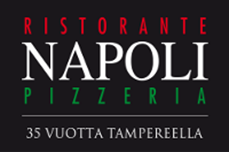 RISTORANTE
NAPOLI
PIZZERIA
35 VUOTTA TAMPEREELLA